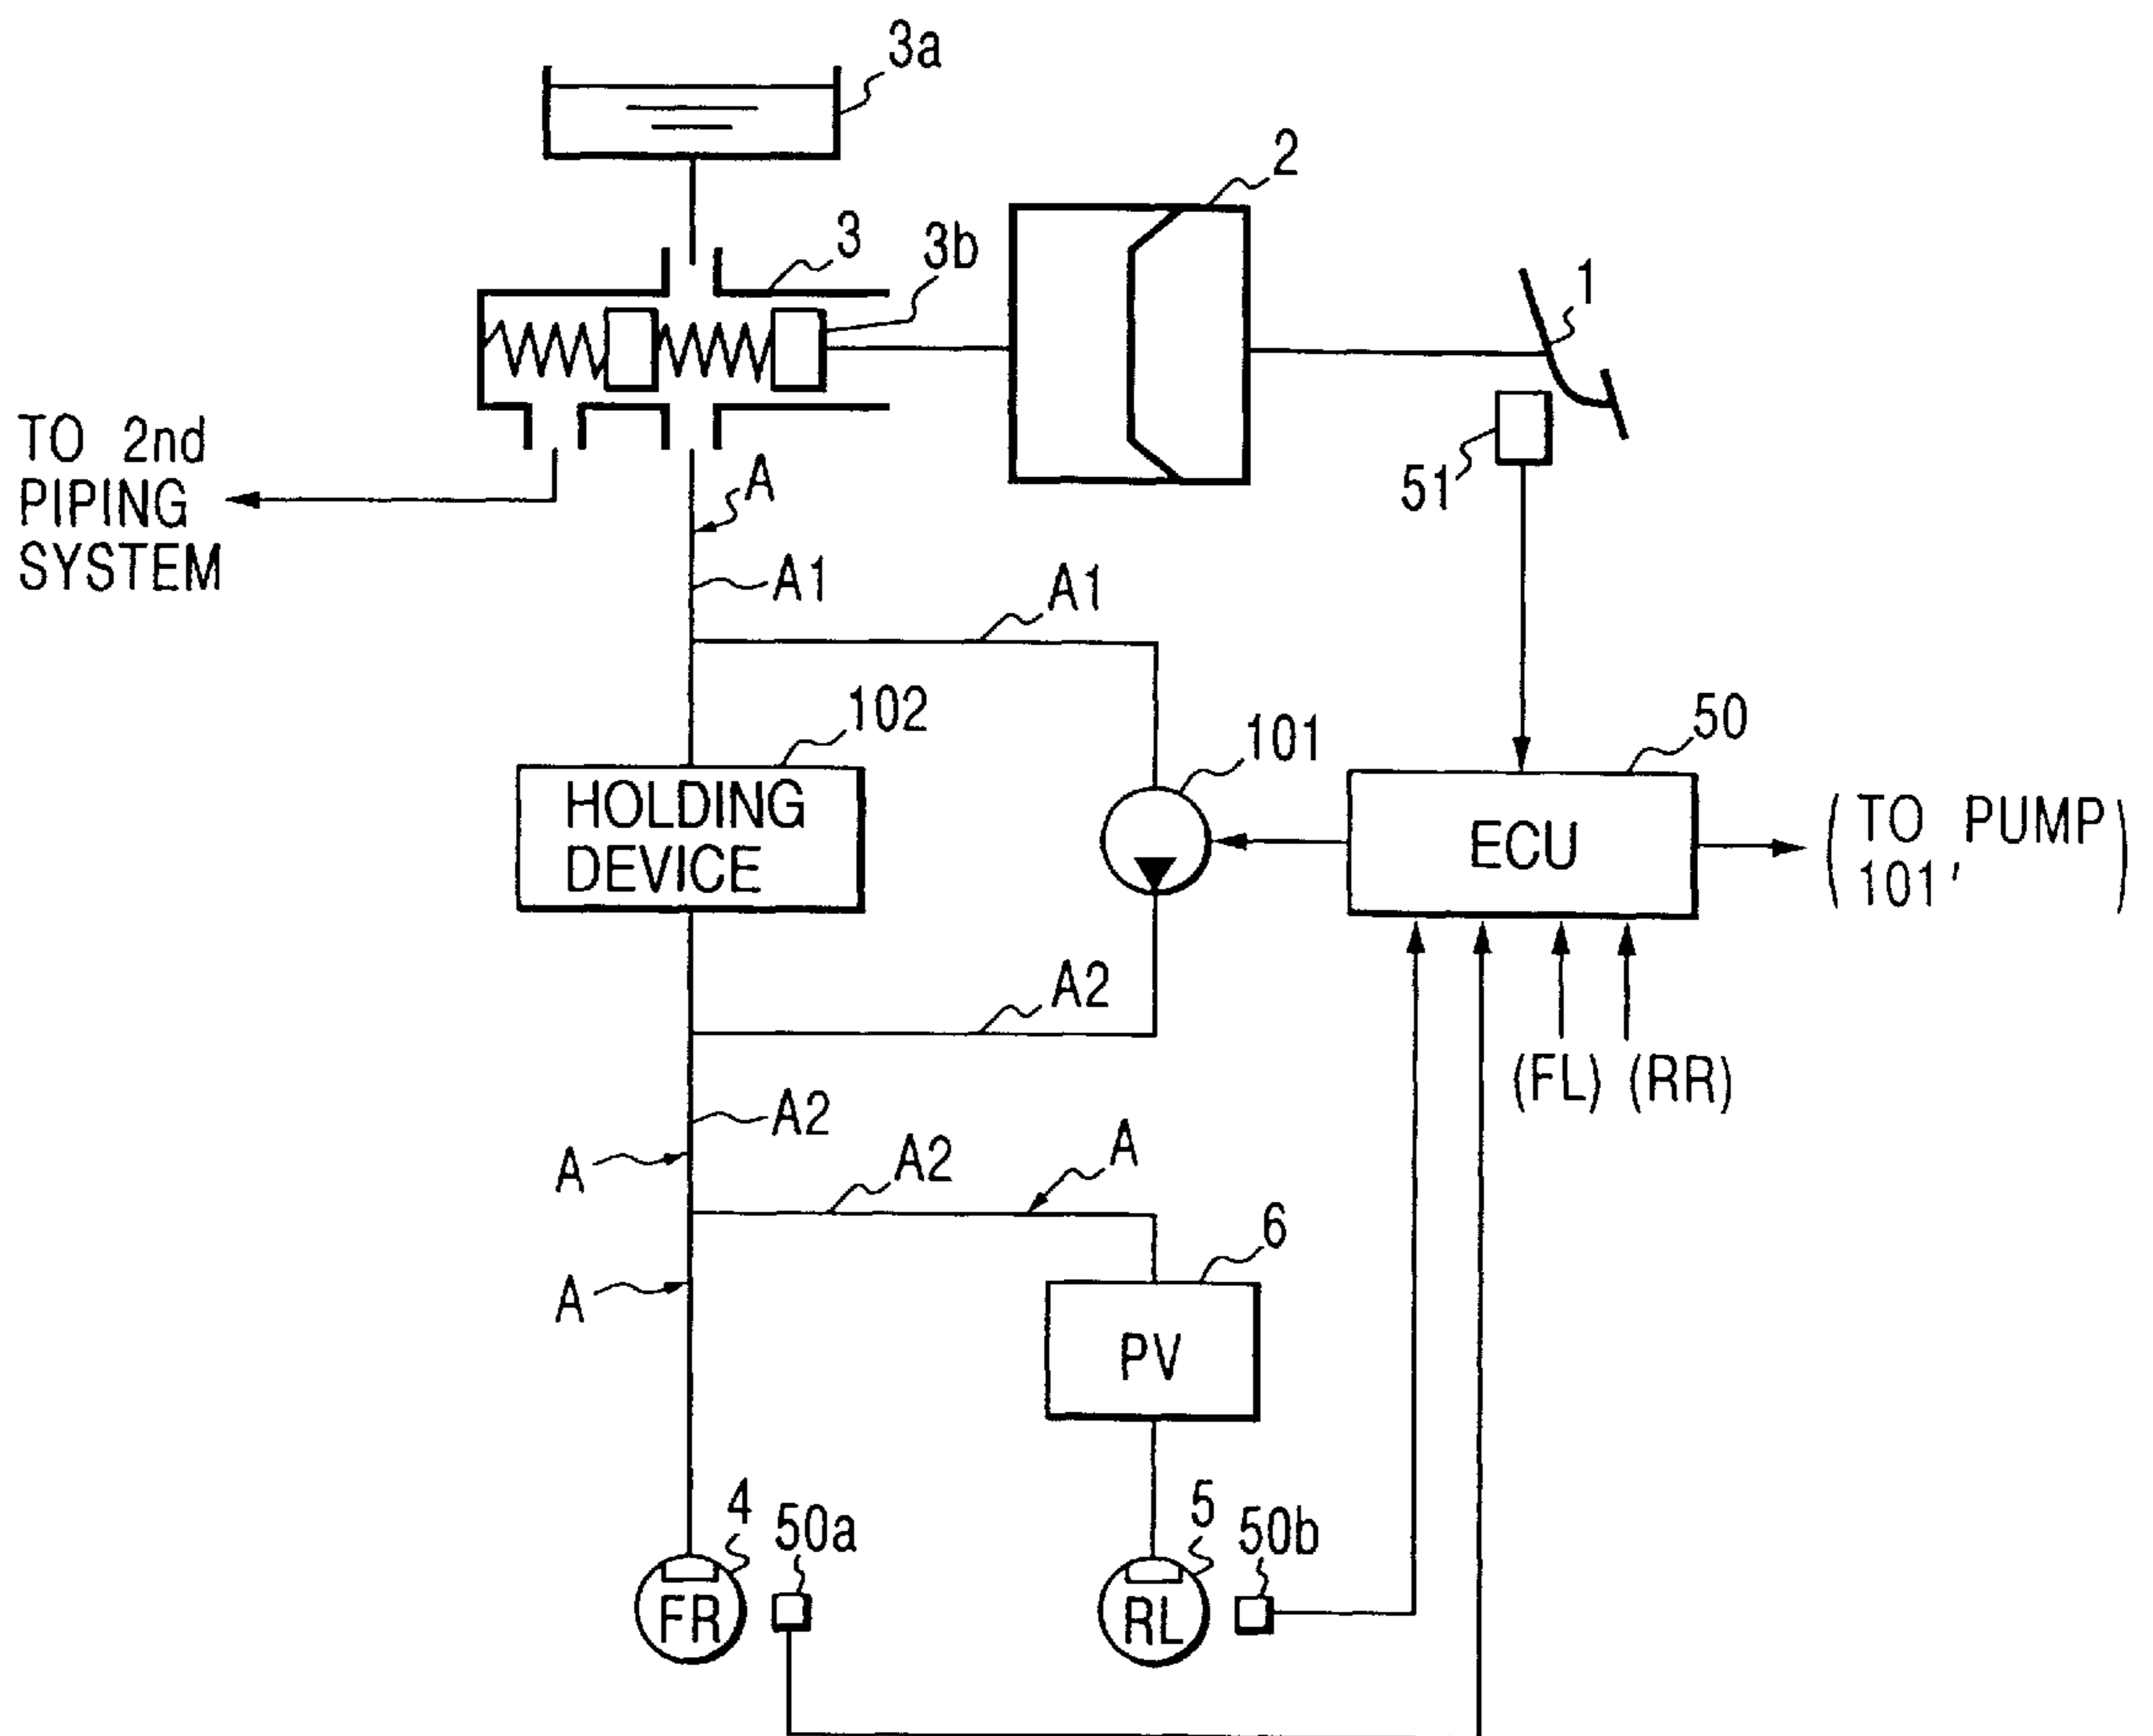 3a
2
3
3b
1
TO 2nd
PIPING
SYSTEM
A
51
A1
A1
102
101
50
HOLDING
DEVICE
ECU
(TO PUMP
101')
A2
(FL) (RR)
A2
A
A2
A
A
6
PV
4
50a
5
50b
FR
RL